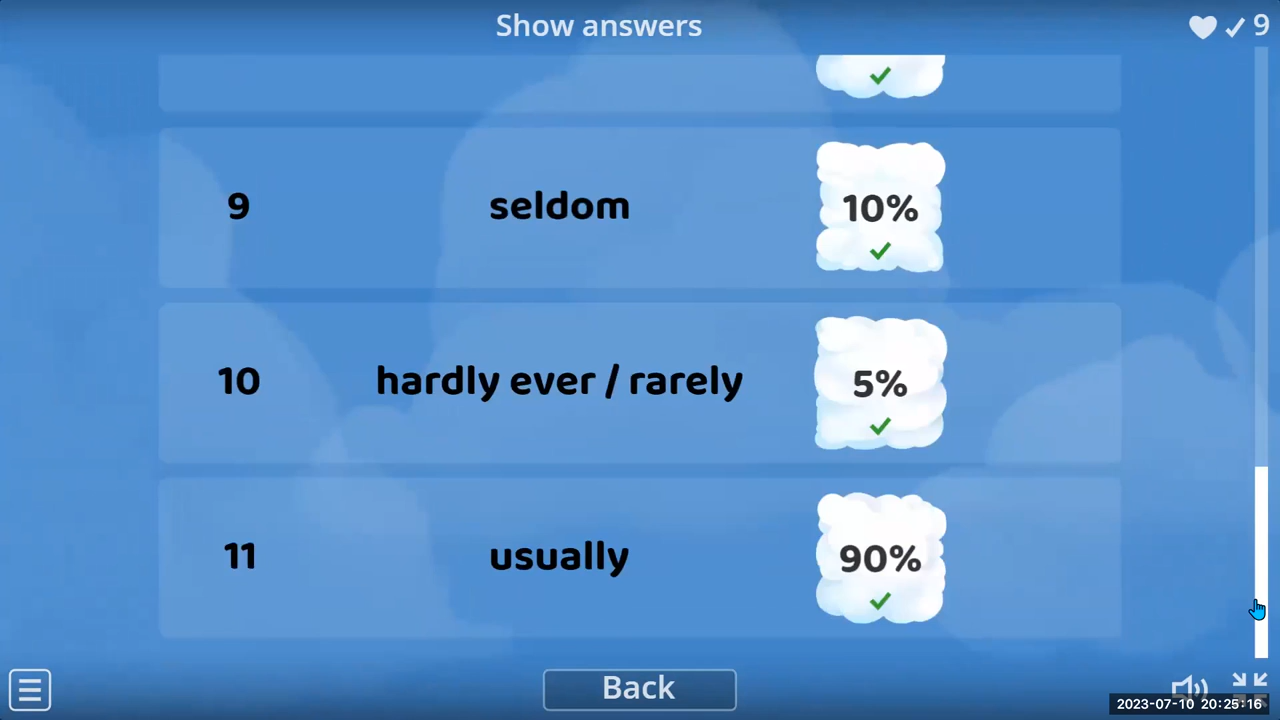 Show answers
9
9 seldom 10%
10 hardly ever / rarely 5%
11 usually 90%
Back
2023-07-10 20:25:16